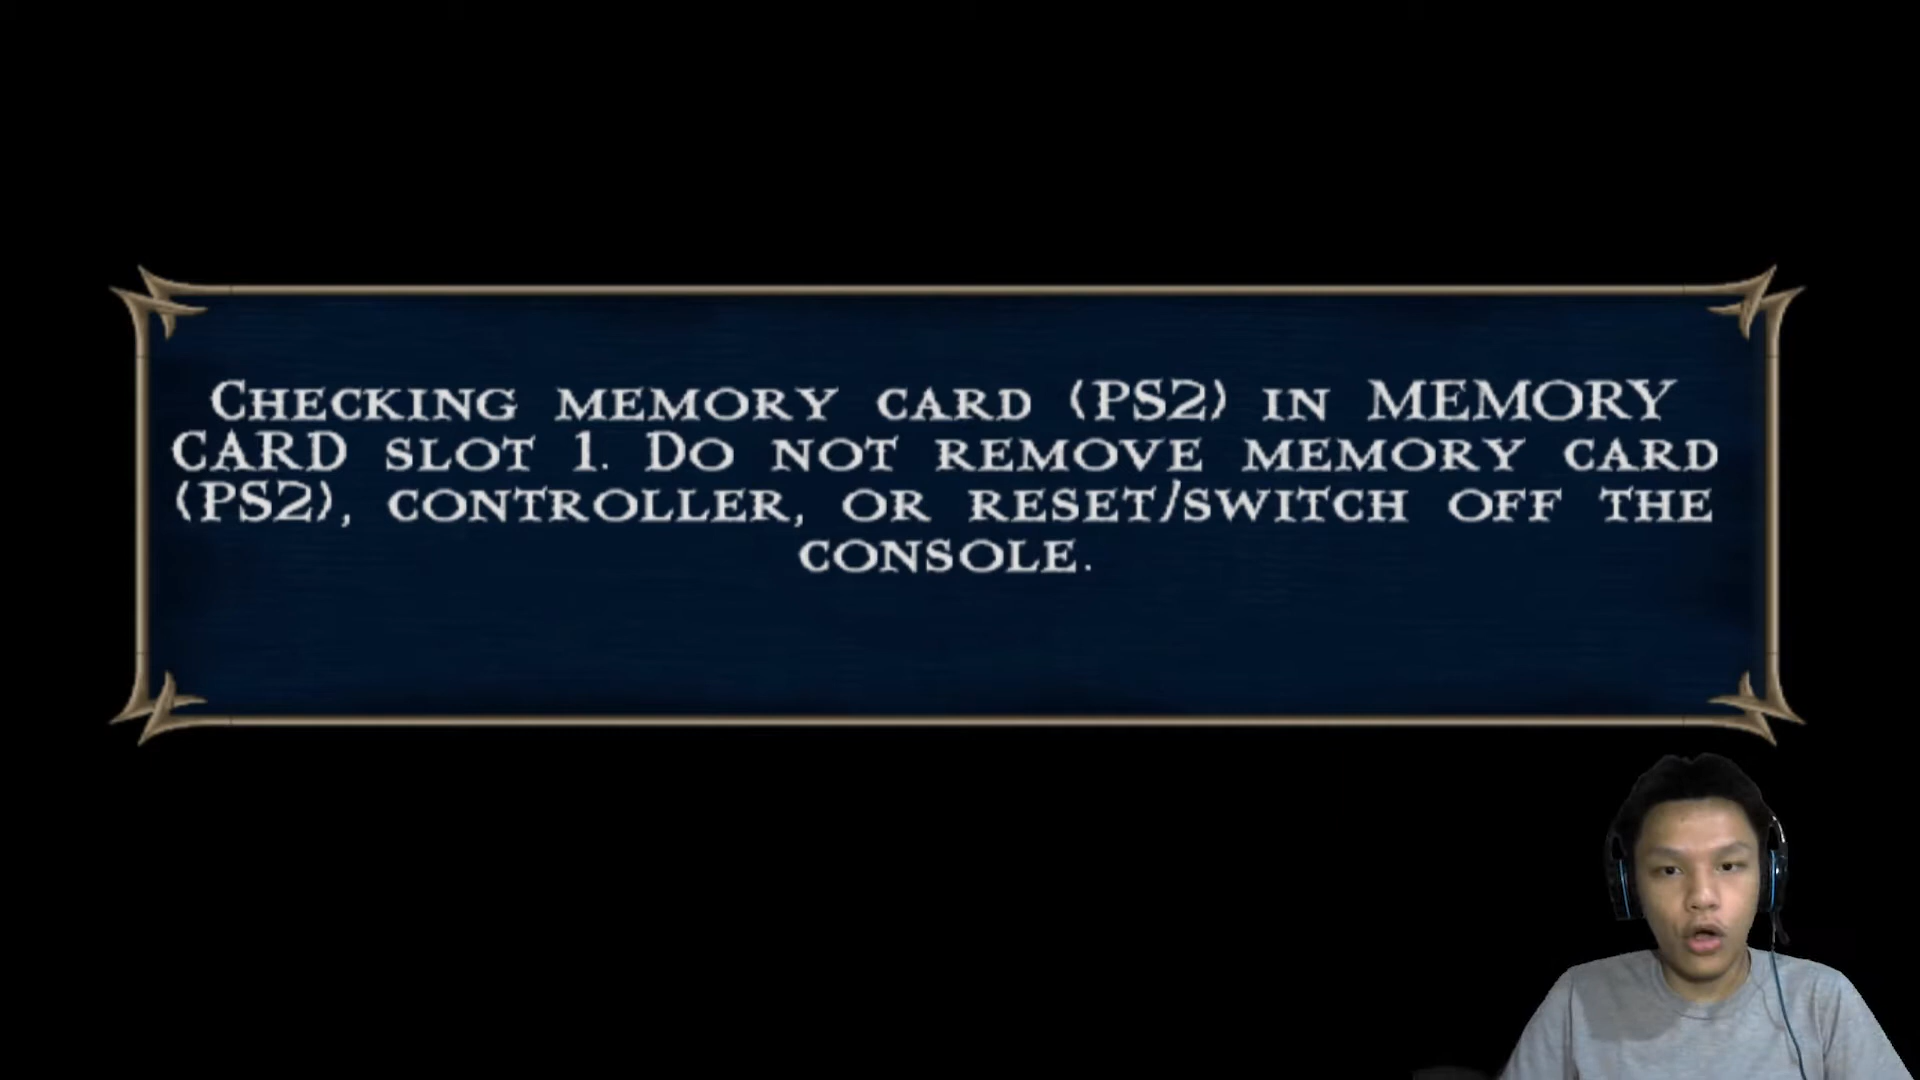 Checking memory card (PS2) in MEMORY
CARD slot 1. Do not remove memory card
(PS2), controller, or reset/switch off the
console.